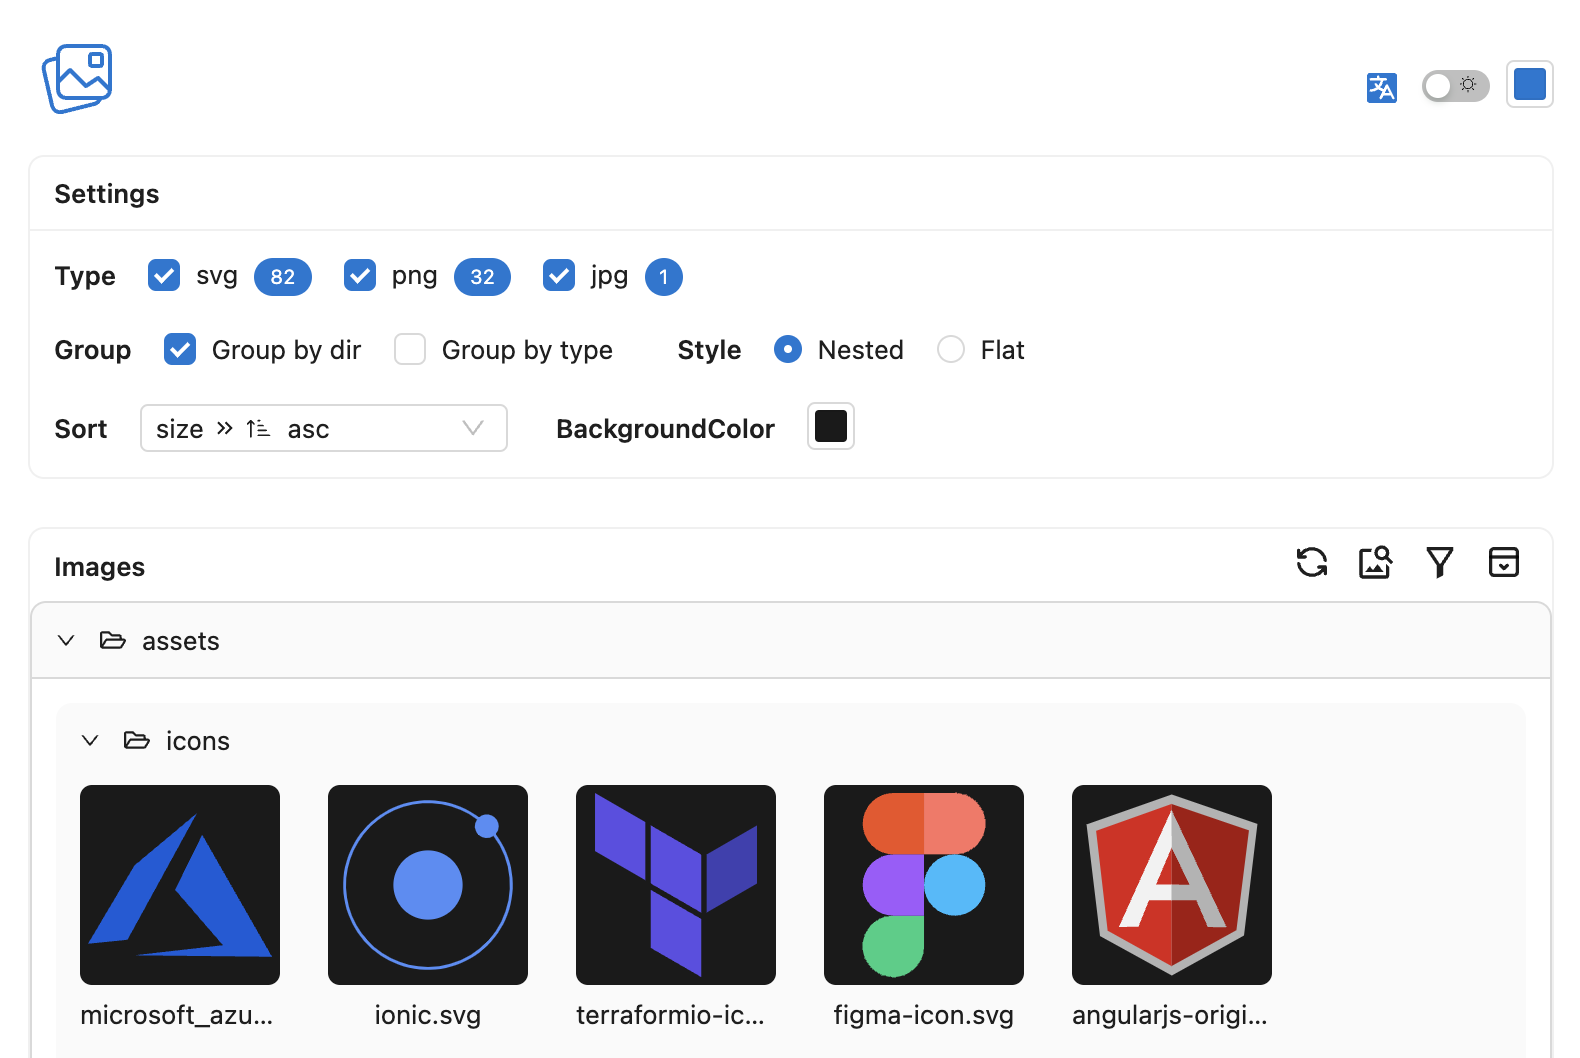 Settings
Type svg 82 png 32 jpg 1
Group Group by dir Group by type Style Nested Flat
Sort size » asc BackgroundColor
Images
assets
icons
microsoft_azu... ionic.svg terraformio-ic... figma-icon.svg angularjs-origi...